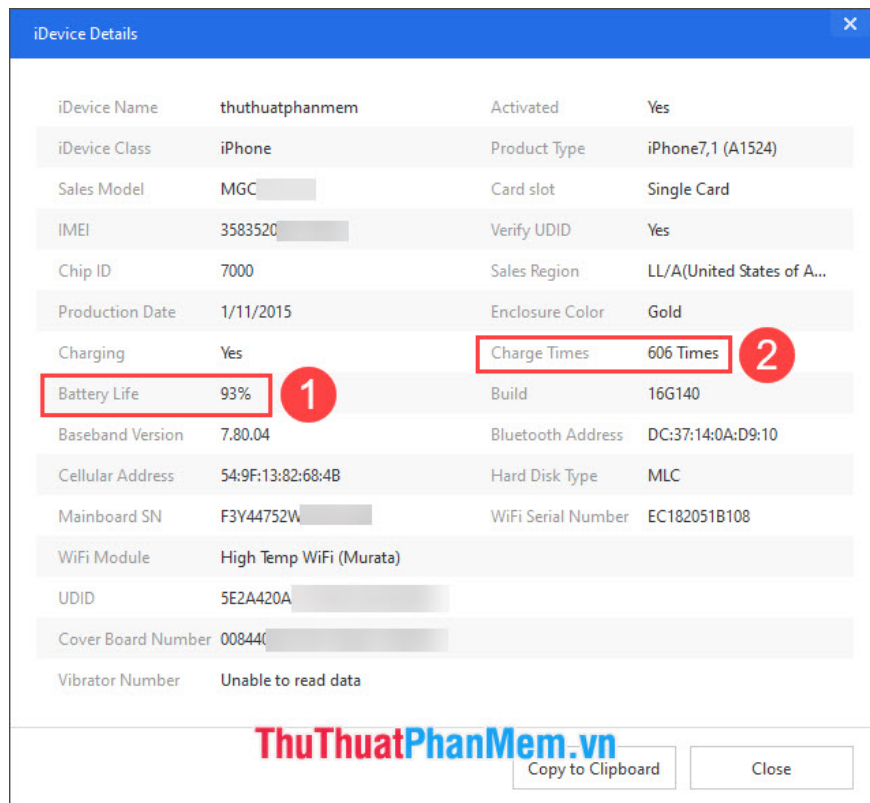 iDevice Details
iDevice Name thuthuatphanmem Activated Yes
iDevice Class iPhone Product Type iPhone7,1 (A1524)
Sales Model MGC Card slot Single Card
IMEI 3583520 Verify UDID Yes
Chip ID 7000 Sales Region LL/A(United States of A...
Production Date 1/11/2015 Enclosure Color Gold
Charging Yes Charge Times 606 Times 2
Battery Life 93% 1 Build 16G140
Baseband Version 7.80.04 Bluetooth Address DC:37:14:0A:D9:10
Cellular Address 54:9F:13:82:68:4B Hard Disk Type MLC
Mainboard SN F3Y44752W WiFi Serial Number EC182051B108
WiFi Module High Temp WiFi (Murata)
UDID 5E2A420A
Cover Board Number 00844
Vibrator Number Unable to read data
ThuThuatPhanMem.vn
Copy to Clipboard Close